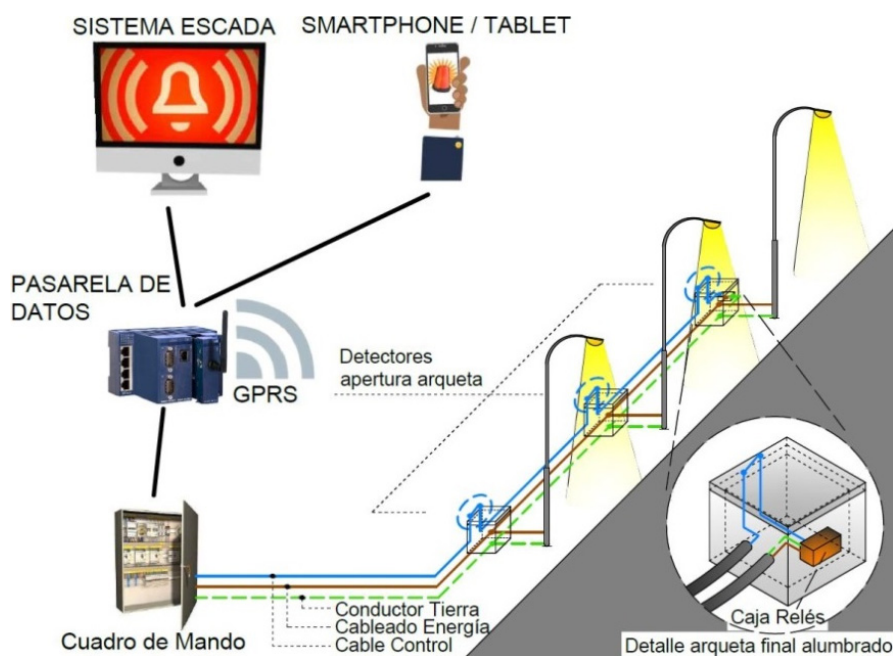 SISTEMA ESCADA
SMARTPHONE / TABLET
PASARELA DE
DATOS
GPRS
Detectores
apertura arqueta
Conductor Tierra
Cableado Energía
Cable Control
Cuadro de Mando
Caja Relés
Detalle arqueta final alumbrado